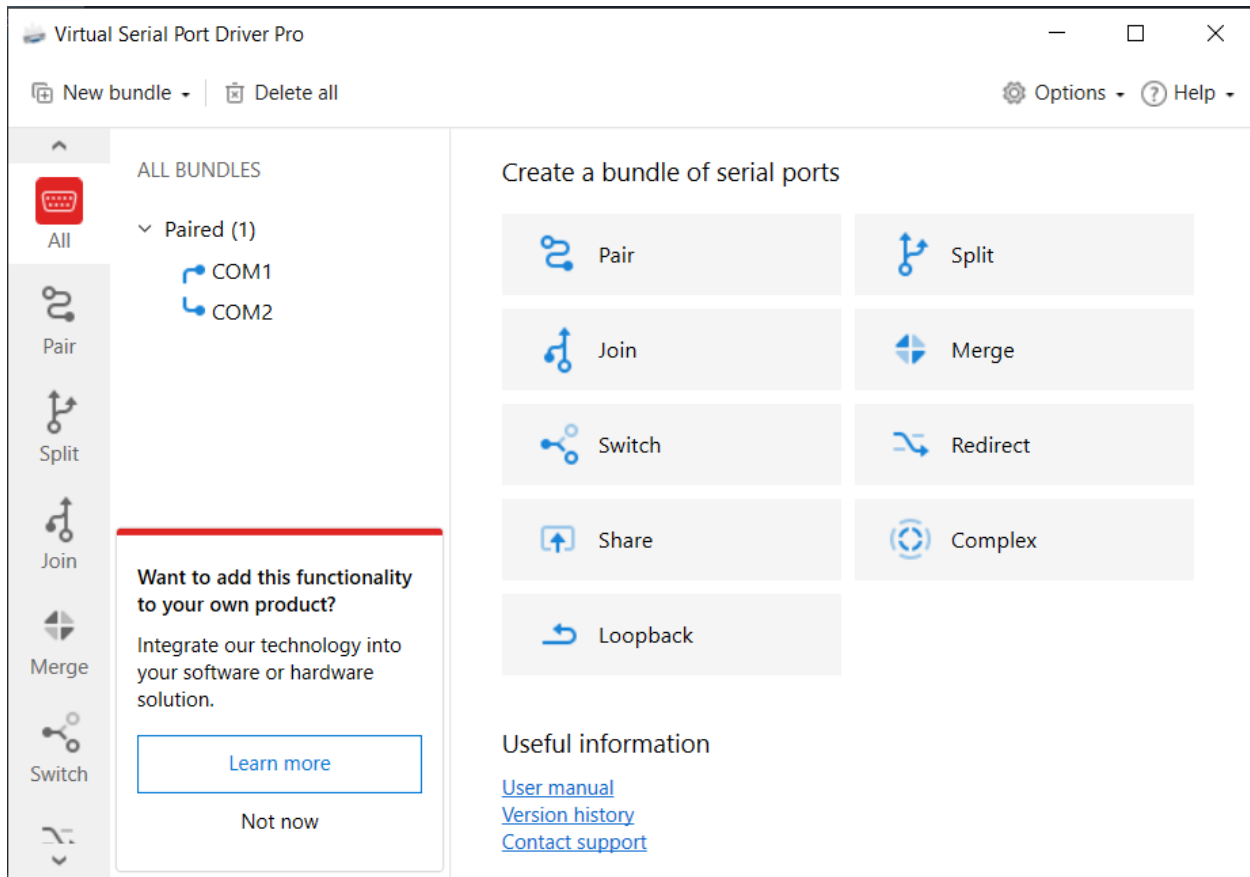 Virtual Serial Port Driver Pro
New bundle
Delete all
Options
Help
All
Pair
Split
Join
Merge
Switch
ALL BUNDLES
Paired (1)
COM1
COM2
Want to add this functionality
to your own product?
Integrate our technology into
your software or hardware
solution.
Learn more
Not now
Create a bundle of serial ports
Pair
Split
Join
Merge
Switch
Redirect
Share
Complex
Loopback
Useful information
User manual
Version history
Contact support